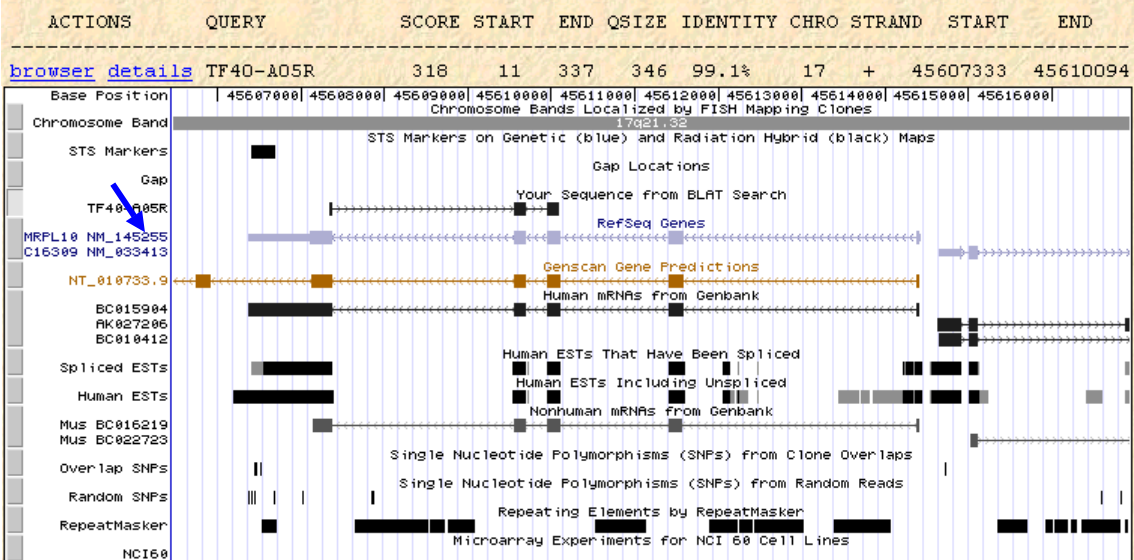 ACTIONS QUERY SCORE START END QSIZE IDENTITY CHRO STRAND START END
browser details TF40-A05R 318 11 337 346 99.1% 17 + 45607333 45610094
Base Position | 45607000| 45608000| 45609000| 45610000| 45611000| 45612000| 45613000| 45614000| 45615000| 45616000|
Chromosome Bands Localized by FISH Mapping Clones
Chromosome Band 17q21.32
STS Markers on Genetic (blue) and Radiation Hybrid (black) Maps
STS Markers
Gap Locations
Gap
Your Sequence from BLAT Search
TF40-A05R
RefSeq Genes
MRPL10 NM_145255
C16309 NM_033413
Genscan Gene Predictions
NT_010733.9
Human mRNAs from Genbank
BC015904
AK027206
BC010412
Human ESTs That Have Been Spliced
Spliced ESTs
Human ESTs Including Unspliced
Human ESTs
Nonhuman mRNAs from Genbank
Mus BC016219
Mus BC022723
Single Nucleotide Polymorphisms (SNPs) from Clone Overlaps
Overlap SNPs
Single Nucleotide Polymorphisms (SNPs) from Random Reads
Random SNPs
Repeating Elements by RepeatMasker
RepeatMasker
Microarray Experiments for NCI 60 Cell Lines
NCI60